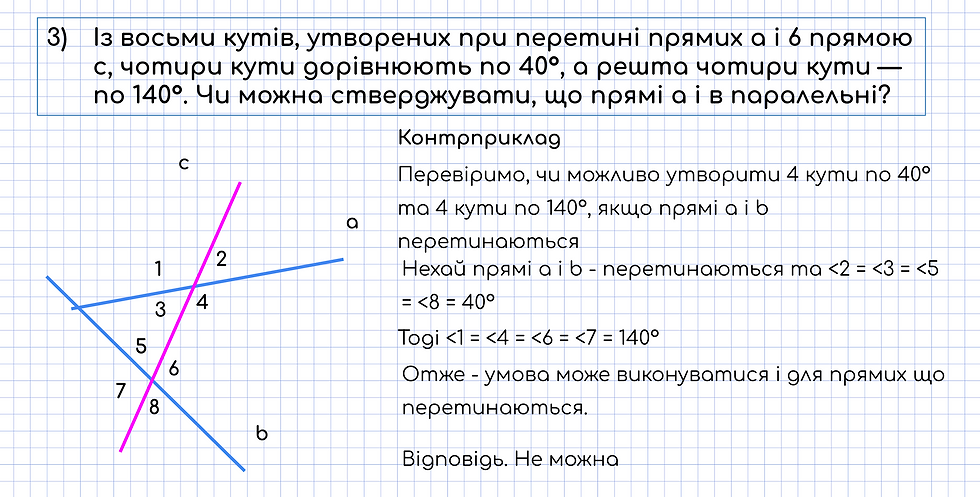 3) Із восьми кутів, утворених при перетині прямих а і б прямою
с, чотири кути дорівнюють по 40°, а решта чотири кути —
по 140°. Чи можна стверджувати, що прямі а і в паралельні?
Контрприклад
Перевіримо, чи можливо утворити 4 кути по 40°
та 4 кути по 140°, якщо прямі a і b
перетинаються
Нехай прямі a і b - перетинаються та <2 = <3 = <5
= <8 = 40°
Тоді <1 = <4 = <6 = <7 = 140°
Отже - умова може виконуватися і для прямих що
перетинаються.
Відповідь. Не можна
c
a
1
2
3
4
5
6
7
8
b